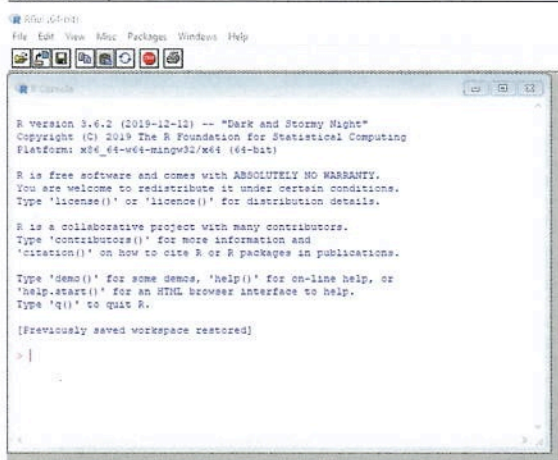 RGui (64-bit)
File Edit View Misc Packages Windows Help
R Console
R version 3.6.2 (2019-12-12) -- "Dark and Stormy Night"
Copyright (C) 2019 The R Foundation for Statistical Computing
Platform: x86_64-w64-mingw32/x64 (64-bit)
R is free software and comes with ABSOLUTELY NO WARRANTY.
You are welcome to redistribute it under certain conditions.
Type 'license()' or 'licence()' for distribution details.
R is a collaborative project with many contributors.
Type 'contributors()' for more information and
'citation()' on how to cite R or R packages in publications.
Type 'demo()' for some demos, 'help()' for on-line help, or
'help.start()' for an HTML browser interface to help.
Type 'q()' to quit R.
[Previously saved workspace restored]
>